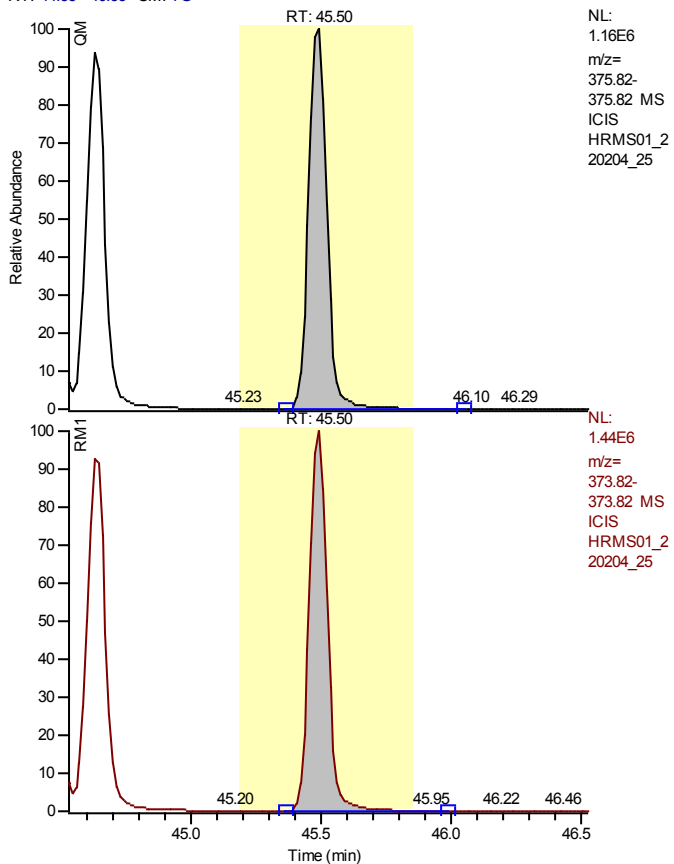 QM
RT: 45.50
NL:
1.16E6
m/z=
375.82-
375.82 MS
ICIS
HRMS01_2
20204_25
100
90
80
70
60
50
40
30
20
10
0
Relative Abundance
45.23
46.10 46.29
RM1
RT: 45.50
NL:
1.44E6
m/z=
373.82-
373.82 MS
ICIS
HRMS01_2
20204_25
100
90
80
70
60
50
40
30
20
10
0
45.20
45.95
46.22
46.46
45.0 45.5 46.0 46.5
Time (min)